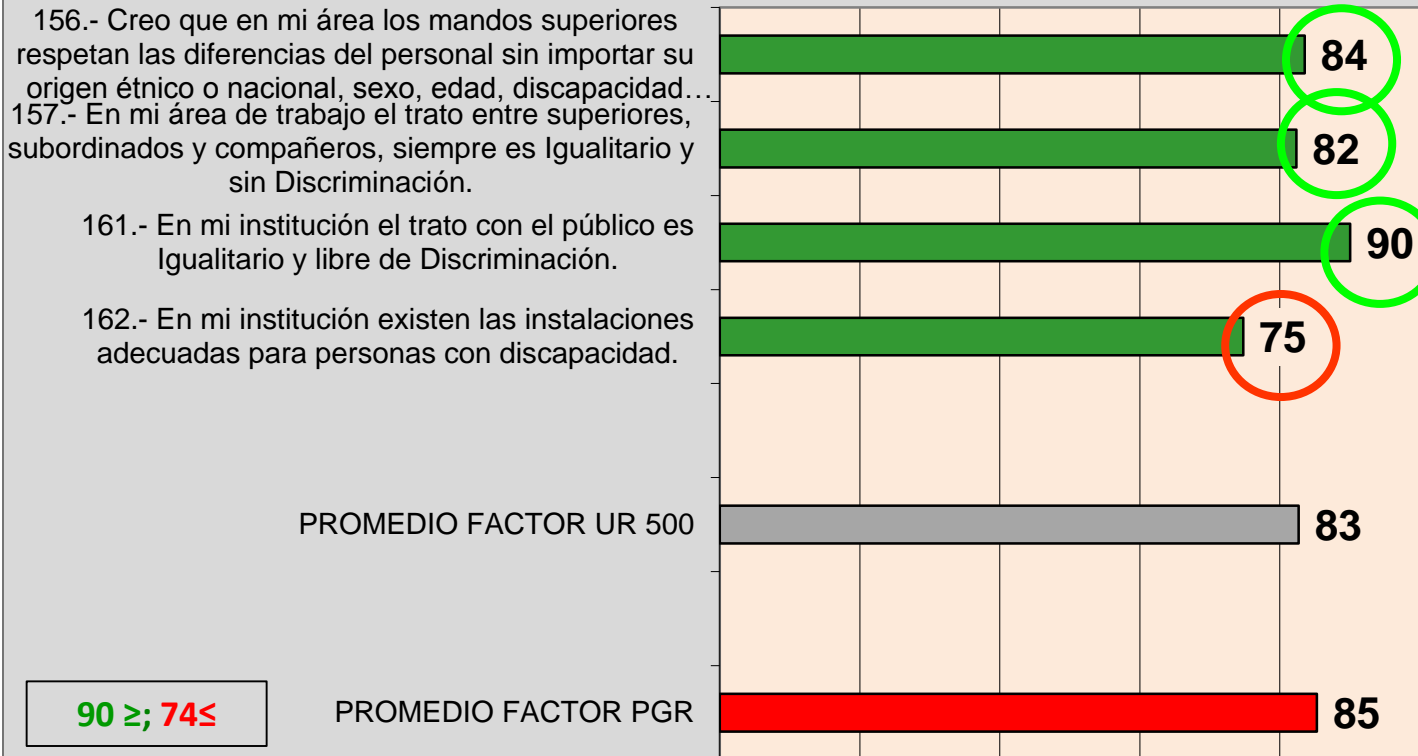 156.- Creo que en mi área los mandos superiores
respetan las diferencias del personal sin importar su
origen étnico o nacional, sexo, edad, discapacidad…
84
157.- En mi área de trabajo el trato entre superiores,
subordinados y compañeros, siempre es Igualitario y
sin Discriminación.
82
161.- En mi institución el trato con el público es
Igualitario y libre de Discriminación.
90
162.- En mi institución existen las instalaciones
adecuadas para personas con discapacidad.
75
PROMEDIO FACTOR UR 500
83
90 ≥; 74≤
PROMEDIO FACTOR PGR
85